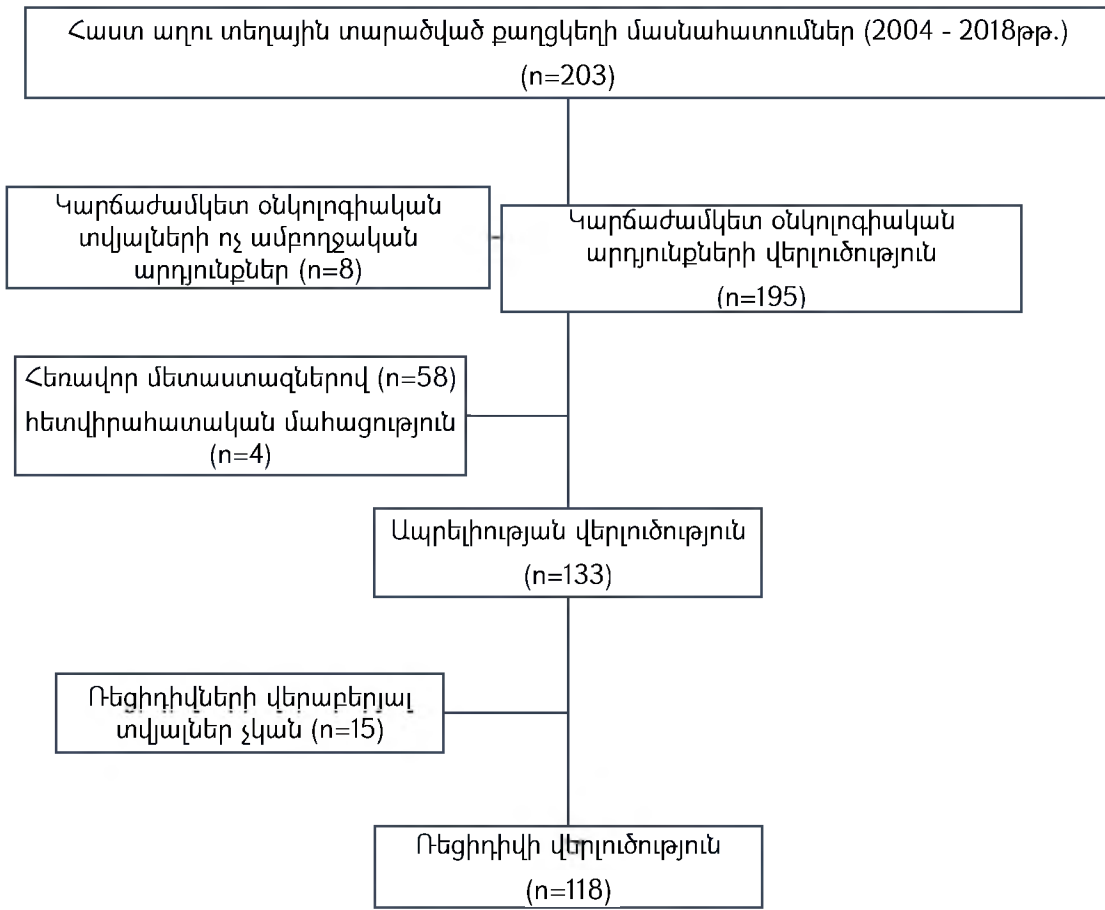 Հաստ աղու տեղային տարածված քաղցկեղի մասնահատումներ (2004 - 2018թթ.)
(n=203)
Կարճաժամկետ օնկոլոգիական
տվյալների ոչ ամբողջական
արդյունքներ (n=8)
Կարճաժամկետ օնկոլոգիական
արդյունքների վերլուծություն
(n=195)
Հեռավոր մետաստազներով (n=58)
հետվիրահատական մահացություն
(n=4)
Ապրելիության վերլուծություն
(n=133)
Ռեցիդիվների վերաբերյալ
տվյալներ չկան (n=15)
Ռեցիդիվի վերլուծություն
(n=118)